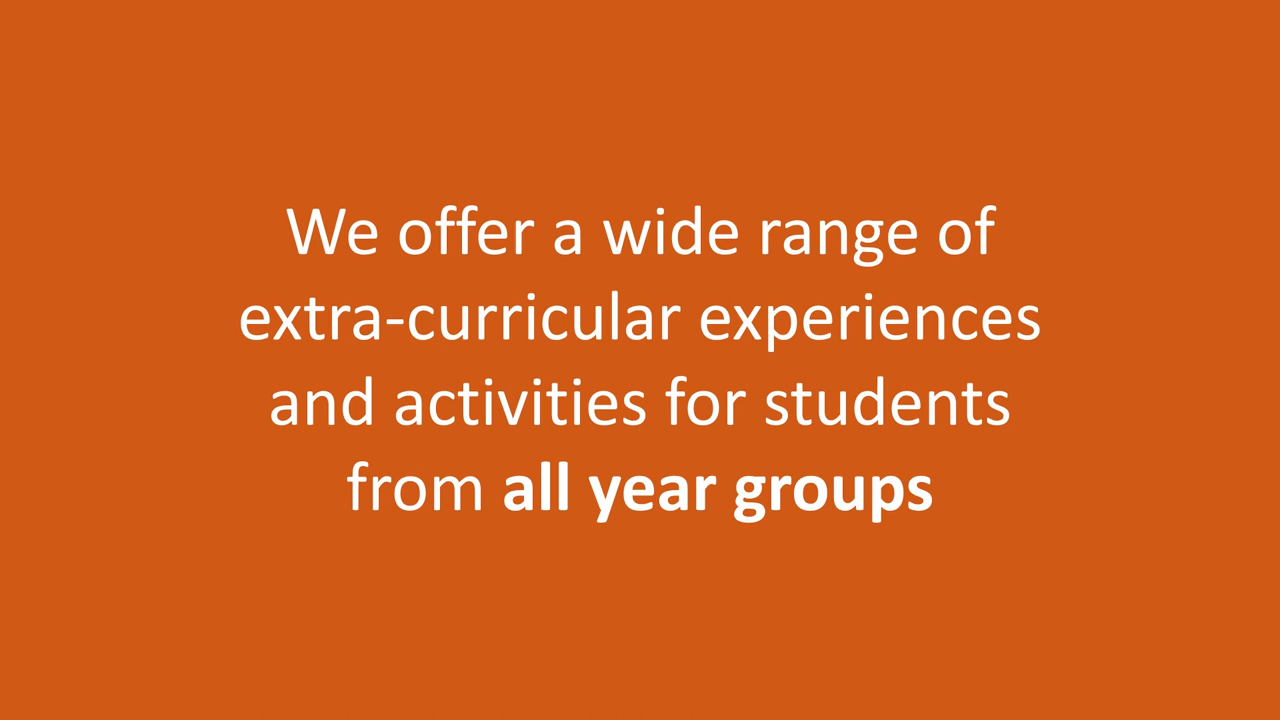 We offer a wide range of
extra-curricular experiences
and activities for students
from all year groups